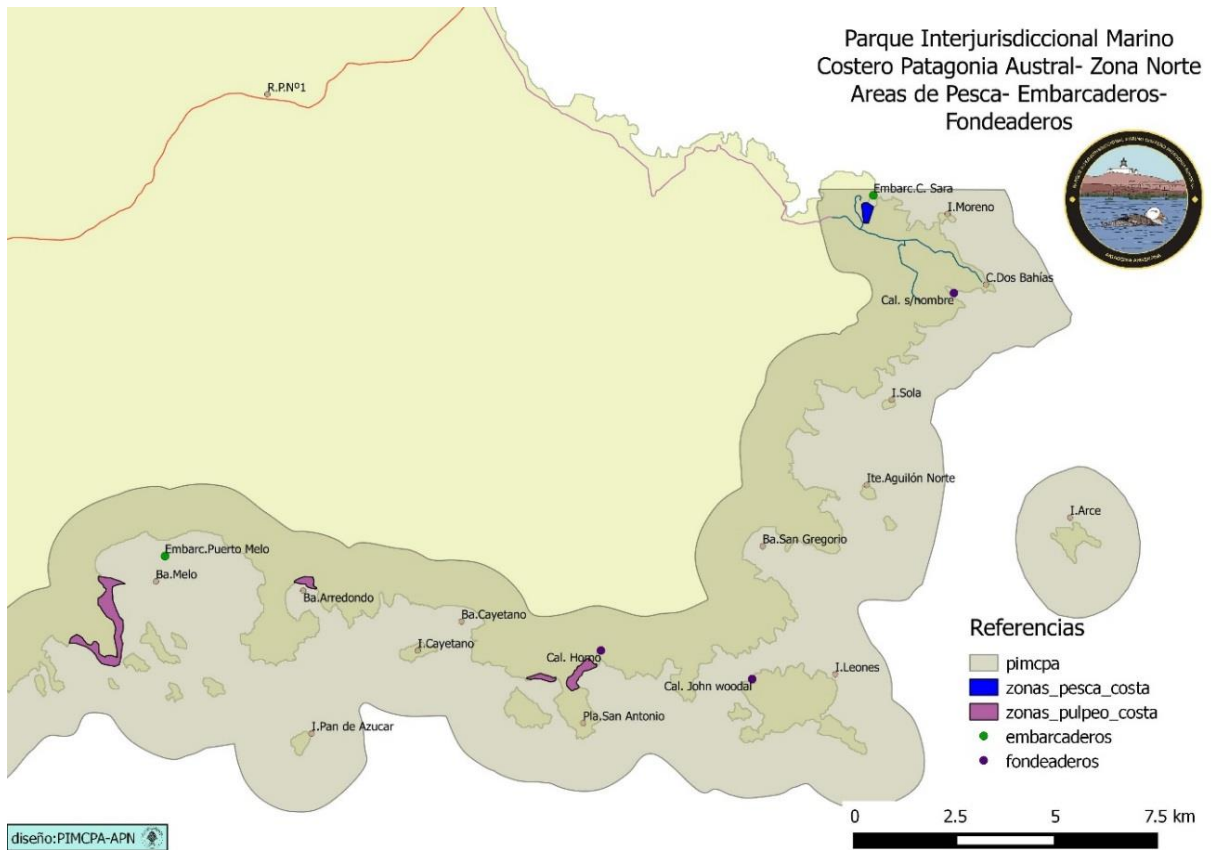 Parque Interjurisdiccional Marino
Costero Patagonia Austral- Zona Norte
Areas de Pesca- Embarcaderos-
Fondeaderos
R.P.Nº1
Embarc.C. Sara
I.Moreno
C.Dos Bahías
Cal. s/nombre
I.Sola
Ite.Aguilón Norte
I.Arce
Ba.San Gregorio
Embarc.Puerto Melo
Ba.Melo
Ba.Arredondo
Ba.Cayetano
I.Cayetano
Cal. Horno
Cal. John woodal
I.Leones
Pla.San Antonio
I.Pan de Azucar
Referencias
pimcpa
zonas_pesca_costa
zonas_pulpeo_costa
embarcaderos
fondeaderos
0 2.5 5 7.5 km
diseño:PIMCPA-APN